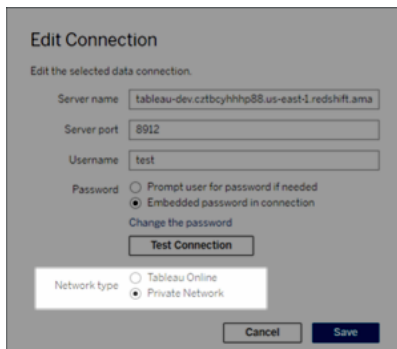 Edit Connection
Edit the selected data connection.
Server name tableau-dev.cztbcyhhhp88.us-east-1.redshift.ama
Server port 8912
Username test
Password Prompt user for password if needed
Embedded password in connection
Change the password
Test Connection
Network type Tableau Online
Private Network
Cancel Save